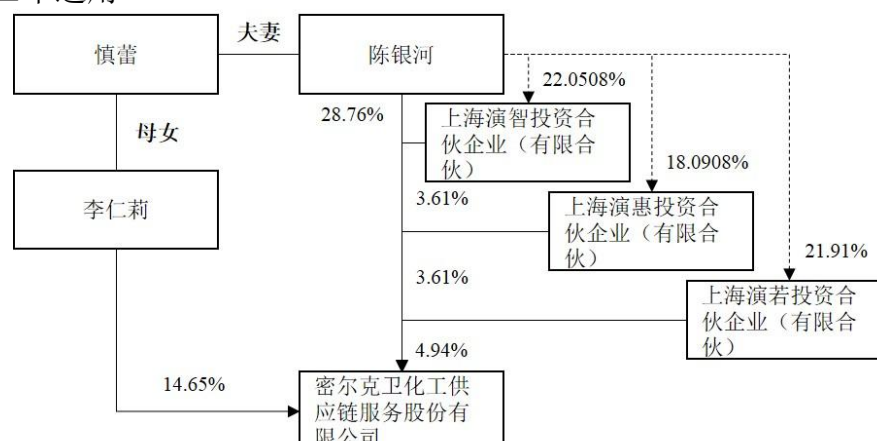 夫妻
慎蕾
陈银河
22.0508%
28.76%
上海演智投资合
伙企业（有限合
伙）
母女
18.0908%
3.61%
李仁莉
上海演惠投资合
伙企业（有限合
伙）
21.91%
3.61%
上海演若投资合
伙企业（有限合
伙）
4.94%
14.65%
密尔克卫化工供
应链服务股份有
限公司